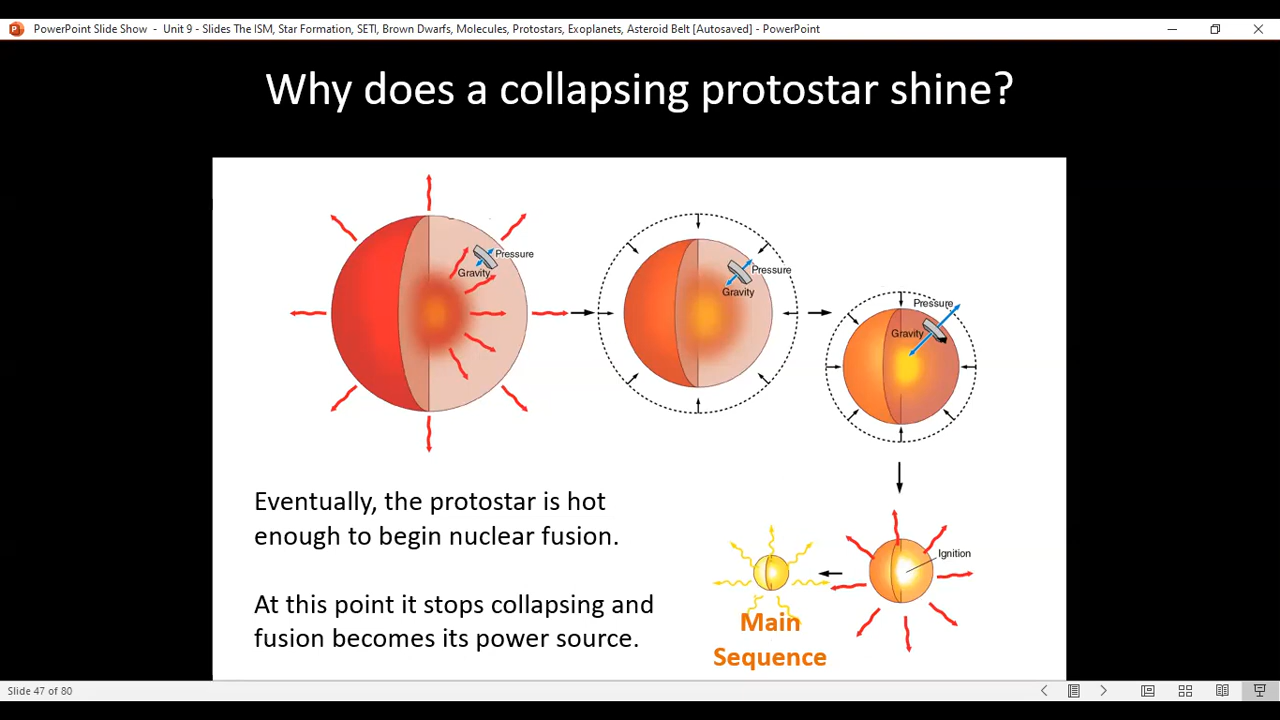 PowerPoint Slide Show - Unit 9 - Slides The ISM, Star Formation, SETI, Brown Dwarfs, Molecules, Protostars, Exoplanets, Asteroid Belt [Autosaved] - PowerPoint
Why does a collapsing protostar shine?
Pressure
Gravity
Pressure
Gravity
Pressure
Gravity
Eventually, the protostar is hot
enough to begin nuclear fusion.
At this point it stops collapsing and
fusion becomes its power source.
Ignition
Main
Sequence
Slide 47 of 80